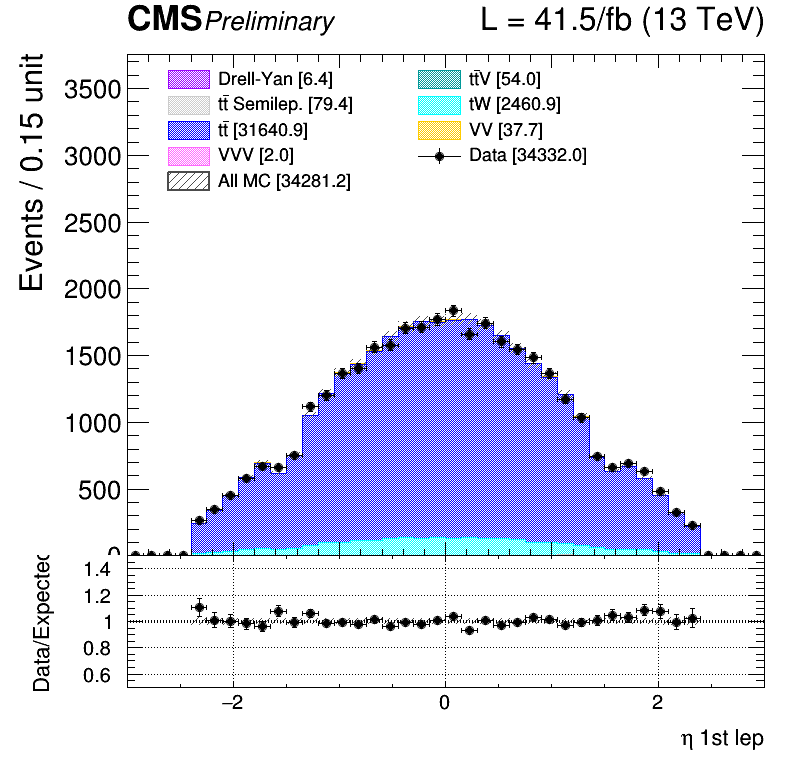 CMS Preliminary L = 41.5/fb (13 TeV)
Events / 0.15 unit
3500
3000
2500
2000
1500
1000
500
0
Drell-Yan [6.4]
tt̄ Semilep. [79.4]
tt̄ [31640.9]
VVV [2.0]
All MC [34281.2]
tt̄V [54.0]
tW [2460.9]
VV [37.7]
Data [34332.0]
Data/Expected
1.4
1.2
1
0.8
0.6
−2 0 2
η 1st lep